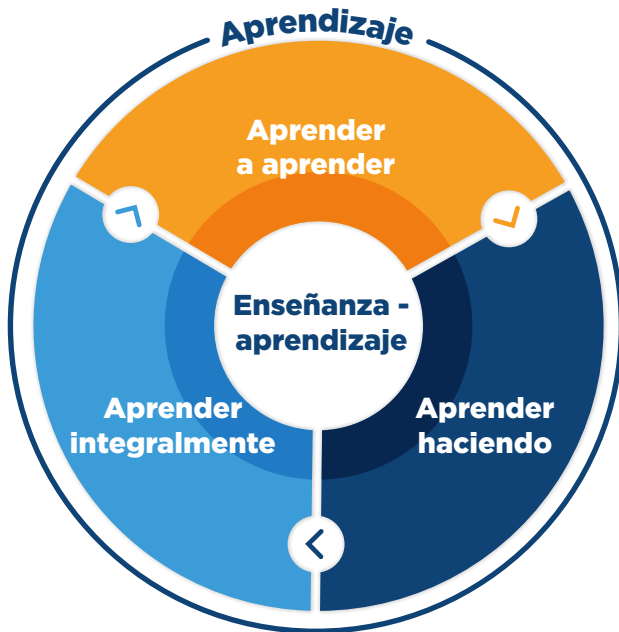 Aprendizaje
Aprender
a aprender
Enseñanza -
aprendizaje
Aprender
integralmente
Aprender
haciendo